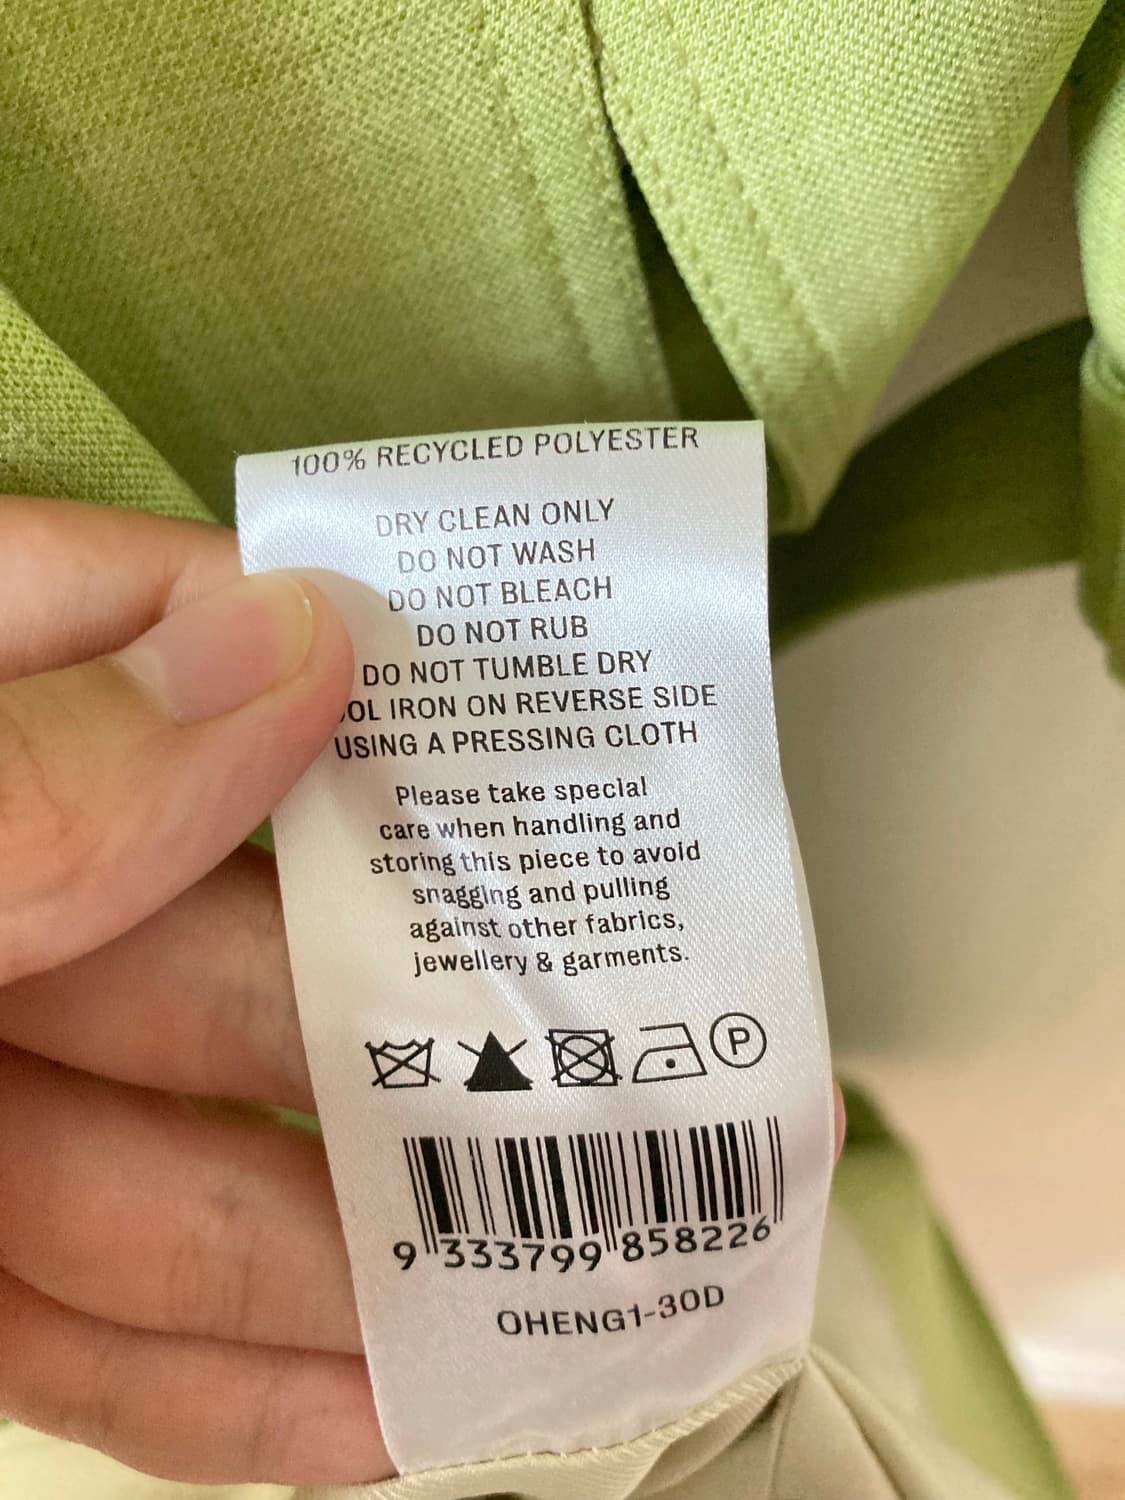 100% RECYCLED POLYESTER
DRY CLEAN ONLY
DO NOT WASH
DO NOT BLEACH
DO NOT RUB
DO NOT TUMBLE DRY
OL IRON ON REVERSE SIDE
USING A PRESSING CLOTH
Please take special
care when handling and
storing this piece to avoid
snagging and pulling
against other fabrics,
jewellery & garments.
P
9 333799 858226
OHENG1-30D